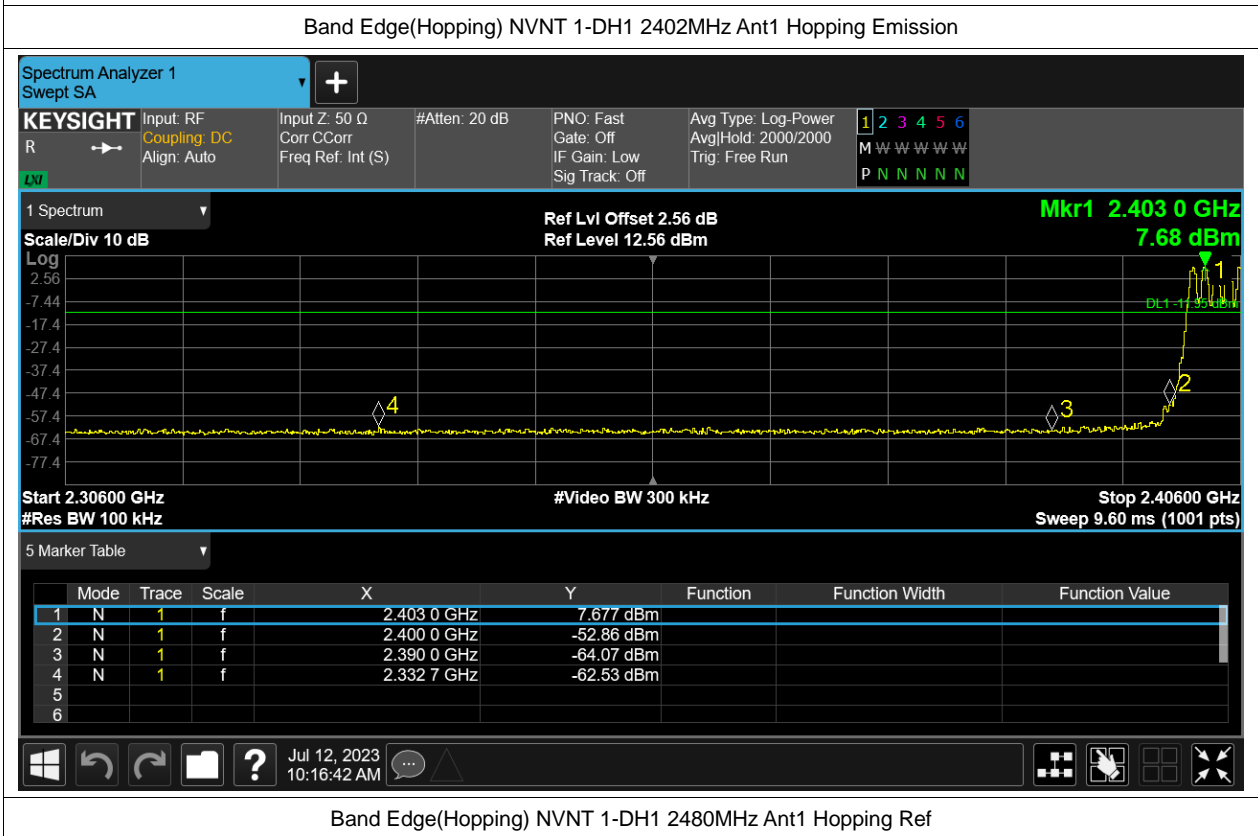 Band Edge(Hopping) NVNT 1-DH1 2402MHz Ant1 Hopping Emission
Spectrum Analyzer 1
Swept SA
KEYSIGHT Input: RF Input Z: 50 Ω #Atten: 20 dB PNO: Fast Avg Type: Log-Power 1 2 3 4 5 6
R Coupling: DC Corr CCorr Gate: Off Avg|Hold: 2000/2000 M W W W W W
Align: Auto Freq Ref: Int (S) IF Gain: Low Trig: Free Run
LXI Sig Track: Off P N N N N N
1 Spectrum Ref Lvl Offset 2.56 dB Mkr1 2.403 0 GHz
Scale/Div 10 dB Ref Level 12.56 dBm 7.68 dBm
Log
1
2.56
-7.44
DL1 -11.95 dBm
-17.4
-27.4
-37.4
-47.4
2
-57.4
4
3
-67.4
-77.4
Start 2.30600 GHz #Video BW 300 kHz Stop 2.40600 GHz
#Res BW 100 kHz Sweep 9.60 ms (1001 pts)
5 Marker Table
Mode Trace Scale X Y Function Function Width Function Value
1 N 1 f 2.403 0 GHz 7.677 dBm
2 N 1 f 2.400 0 GHz -52.86 dBm
3 N 1 f 2.390 0 GHz -64.07 dBm
4 N 1 f 2.332 7 GHz -62.53 dBm
5
6
? Jul 12, 2023
10:16:42 AM
Band Edge(Hopping) NVNT 1-DH1 2480MHz Ant1 Hopping Ref